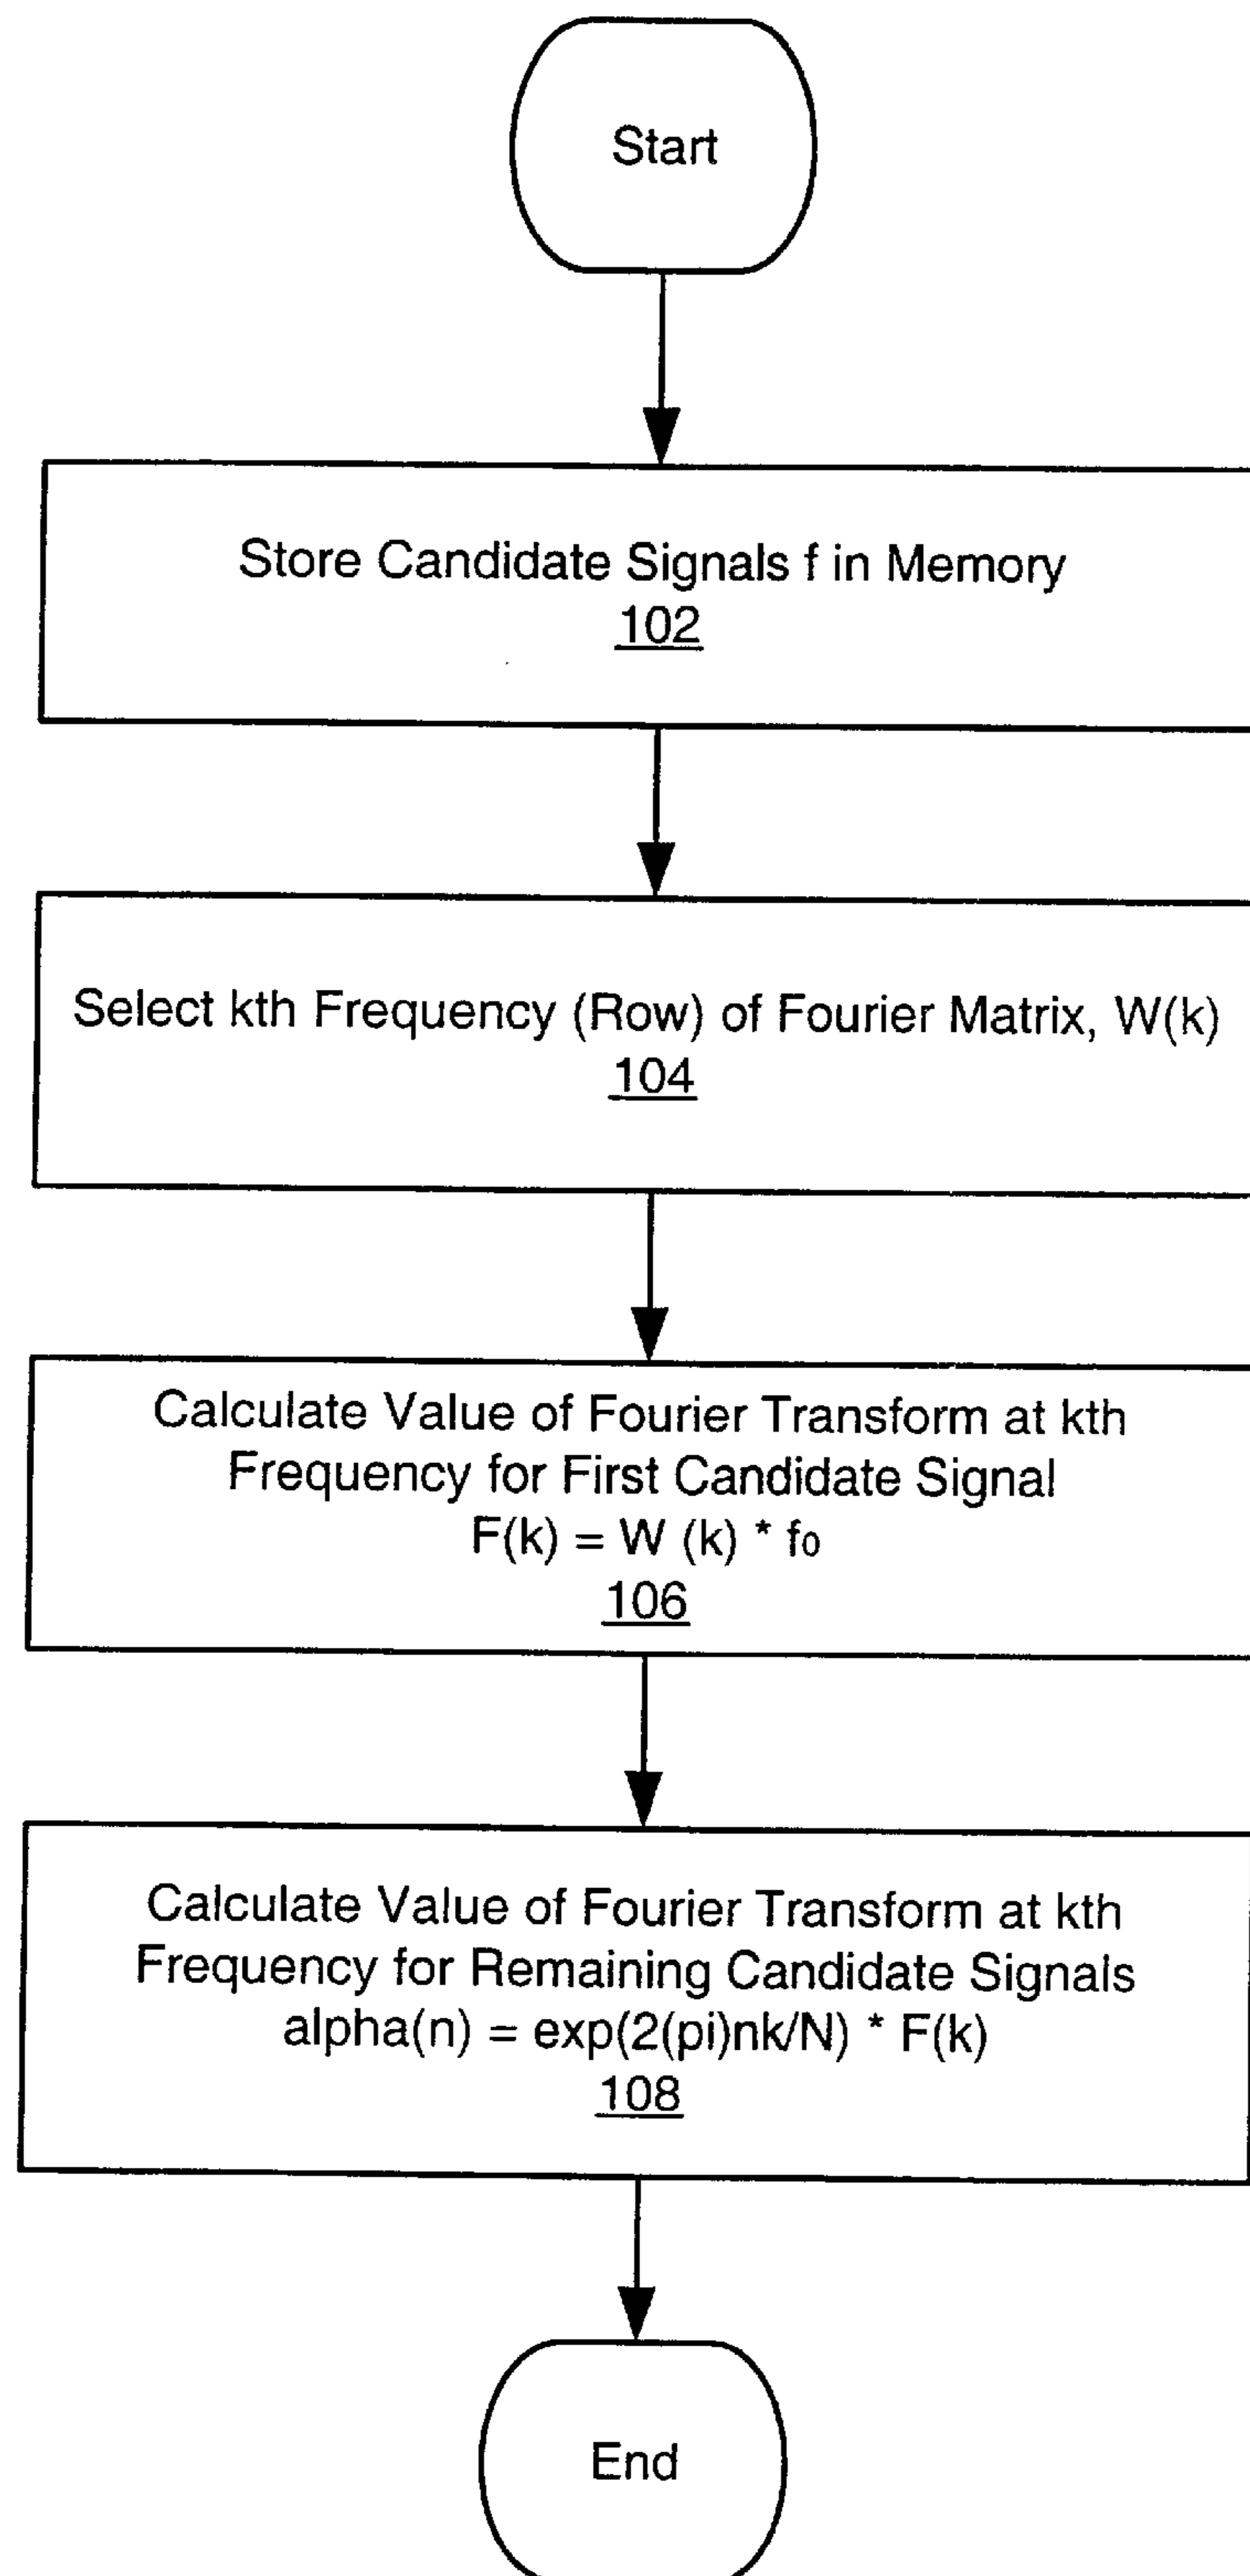 Start
Store Candidate Signals f in Memory
102
Select kth Frequency (Row) of Fourier Matrix, W(k)
104
Calculate Value of Fourier Transform at kth
Frequency for First Candidate Signal
F(k) = W (k) * f₀
106
Calculate Value of Fourier Transform at kth
Frequency for Remaining Candidate Signals
alpha(n) = exp(2(pi)nk/N) * F(k)
108
End